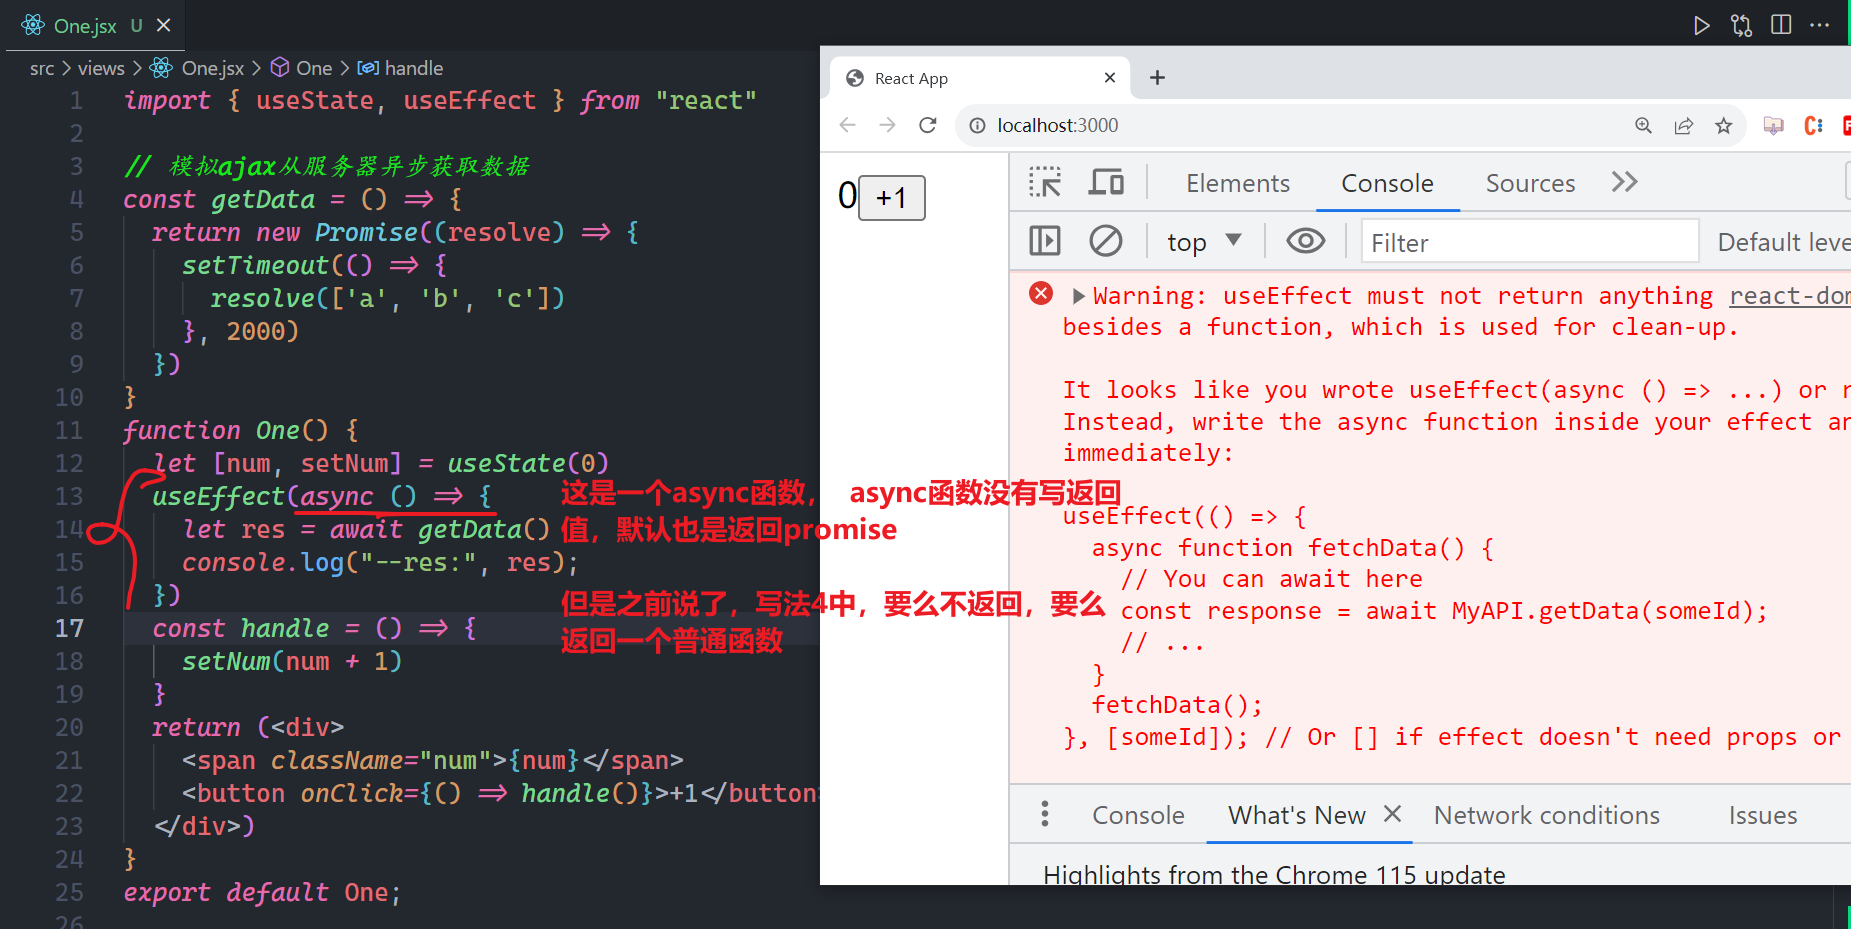 One.jsx U
src > views > One.jsx > One > handle
1 import { useState, useEffect } from "react"
2
3 // 模拟ajax从服务器异步获取数据
4 const getData = () => {
5 return new Promise((resolve) => {
6 setTimeout(() => {
7 resolve(['a', 'b', 'c'])
8 }, 2000)
9 })
10 }
11 function One() {
12 let [num, setNum] = useState(0)
13 useEffect(async () => {
14 let res = await getData()
15 console.log("--res:", res);
16 })
17 const handle = () => {
18 setNum(num + 1)
19 }
20 return (<div>
21 <span className="num">{num}</span>
22 <button onClick={() => handle()}>+1</button>
23 </div>)
24 }
25 export default One;
26
这是一个async函数， async函数没有写返回
值，默认也是返回promise
但是之前说了，写法4中，要么不返回，要么
返回一个普通函数
React App
localhost:3000
0 +1
Elements Console Sources
top Filter Default leve
Warning: useEffect must not return anything react-dom
besides a function, which is used for clean-up.
It looks like you wrote useEffect(async () => ...) or r
Instead, write the async function inside your effect an
immediately:
useEffect(() => {
async function fetchData() {
// You can await here
const response = await MyAPI.getData(someId);
// ...
}
fetchData();
}, [someId]); // Or [] if effect doesn't need props or
Console What's New Network conditions Issues
Highlights from the Chrome 115 update